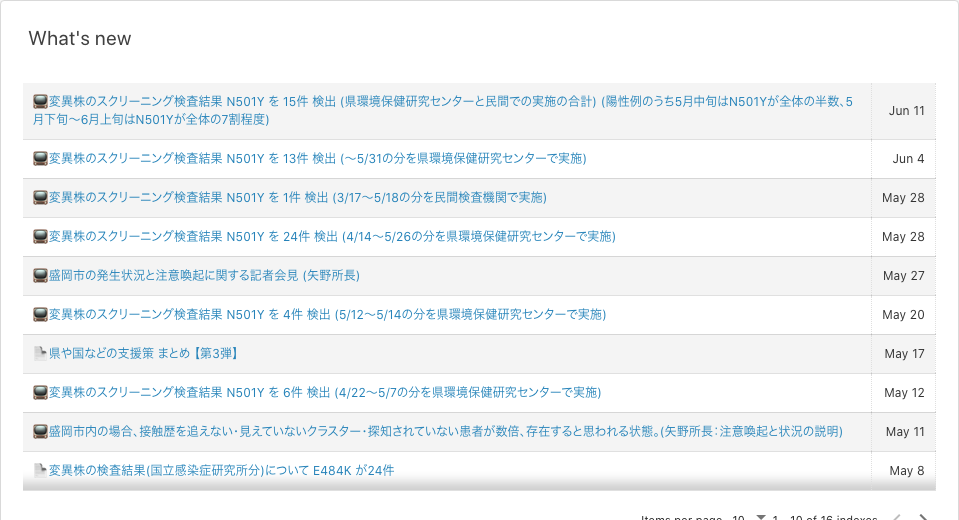 What's new
変異株のスクリーニング検査結果 N501Y を 15件 検出 (県環境保健研究センターと民間での実施の合計) (陽性例のうち5月中旬はN501Yが全体の半数、5
月下旬〜6月上旬はN501Yが全体の7割程度)
Jun 11
変異株のスクリーニング検査結果 N501Y を 13件 検出 (〜5/31の分を県環境保健研究センターで実施)
Jun 4
変異株のスクリーニング検査結果 N501Y を 1件 検出 (3/17〜5/18の分を民間検査機関で実施)
May 28
変異株のスクリーニング検査結果 N501Y を 24件 検出 (4/14〜5/26の分を県環境保健研究センターで実施)
May 28
盛岡市の発生状況と注意喚起に関する記者会見 (矢野所長)
May 27
変異株のスクリーニング検査結果 N501Y を 4件 検出 (5/12〜5/14の分を県環境保健研究センターで実施)
May 20
県や国などの支援策 まとめ 【第3弾】
May 17
変異株のスクリーニング検査結果 N501Y を 6件 検出 (4/22〜5/7の分を県環境保健研究センターで実施)
May 12
盛岡市内の場合、接触歴を追えない・見えていないクラスター・探知されていない患者が数倍、存在すると思われる状態。(矢野所長：注意喚起と状況の説明)
May 11
変異株の検査結果(国立感染症研究所分)について E484K が24件
May 8
Items per page 10 1 - 10 of 16 indexes